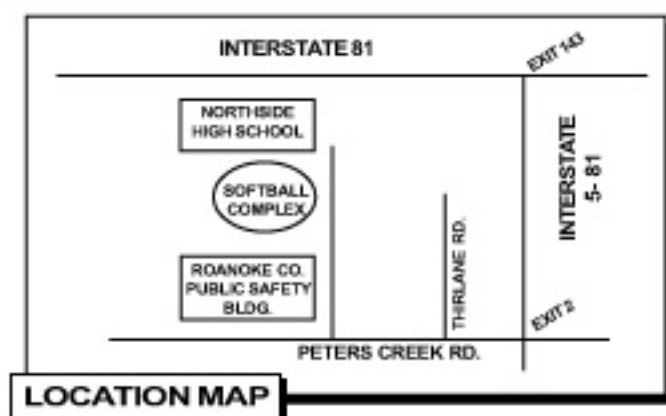 INTERSTATE 81
EXIT 143
NORTHSIDE
HIGH SCHOOL
INTERSTATE
5- 81
SOFTBALL
COMPLEX
THIRLANE RD.
ROANOKE CO.
PUBLIC SAFETY
BLDG.
EXIT 2
PETERS CREEK RD.
LOCATION MAP